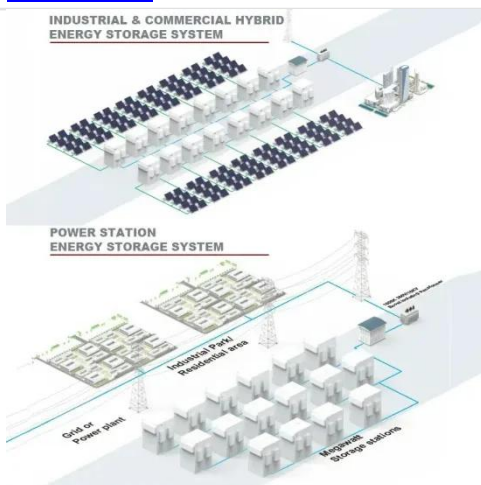 INDUSTRIAL & COMMERCIAL HYBRID
ENERGY STORAGE SYSTEM
POWER STATION
ENERGY STORAGE SYSTEM
Industrial Park/
Residential area
Grid or
Power plant
Megawatt
Storage stations